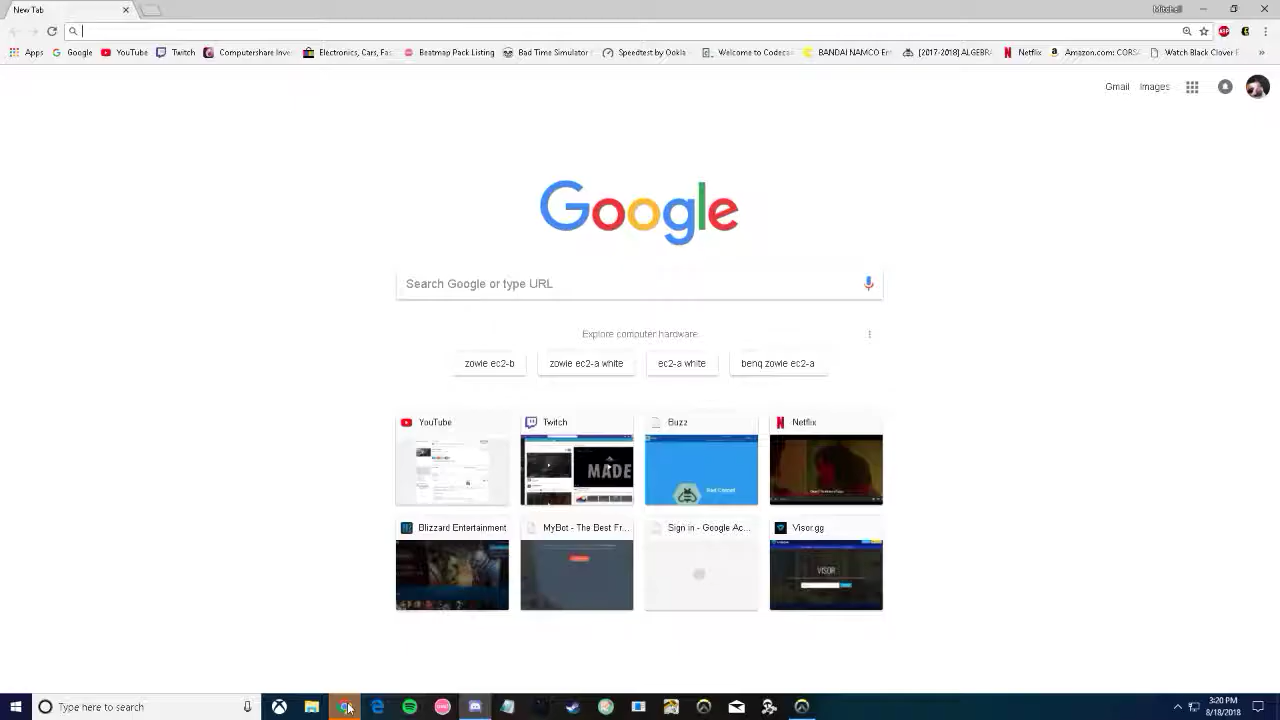 New Tab
Mitchell
Apps Google YouTube Twitch Computershare Inve Electronics, Cars, Fas Beatmap Pack Listing Bad Time Simulator Speedtest by Ookla Welcome to Codeca BANDAI NAMCO En [2017-2018] ALGEBRA Netflix Amazon.com: CORSA Watch Black Clover
Gmail Images
Google
Search Google or type URL
Explore computer hardware
zowie ec2-b zowie ec2-a white ec2-a white benq zowie ec2-a
YouTube Twitch Buzz Netflix
MADE
Blizzard Entertainment MyBot - The Best Fr... Sign in - Google Ac... Visor.gg
VISOR
Type here to search
3:20 PM
8/18/2018